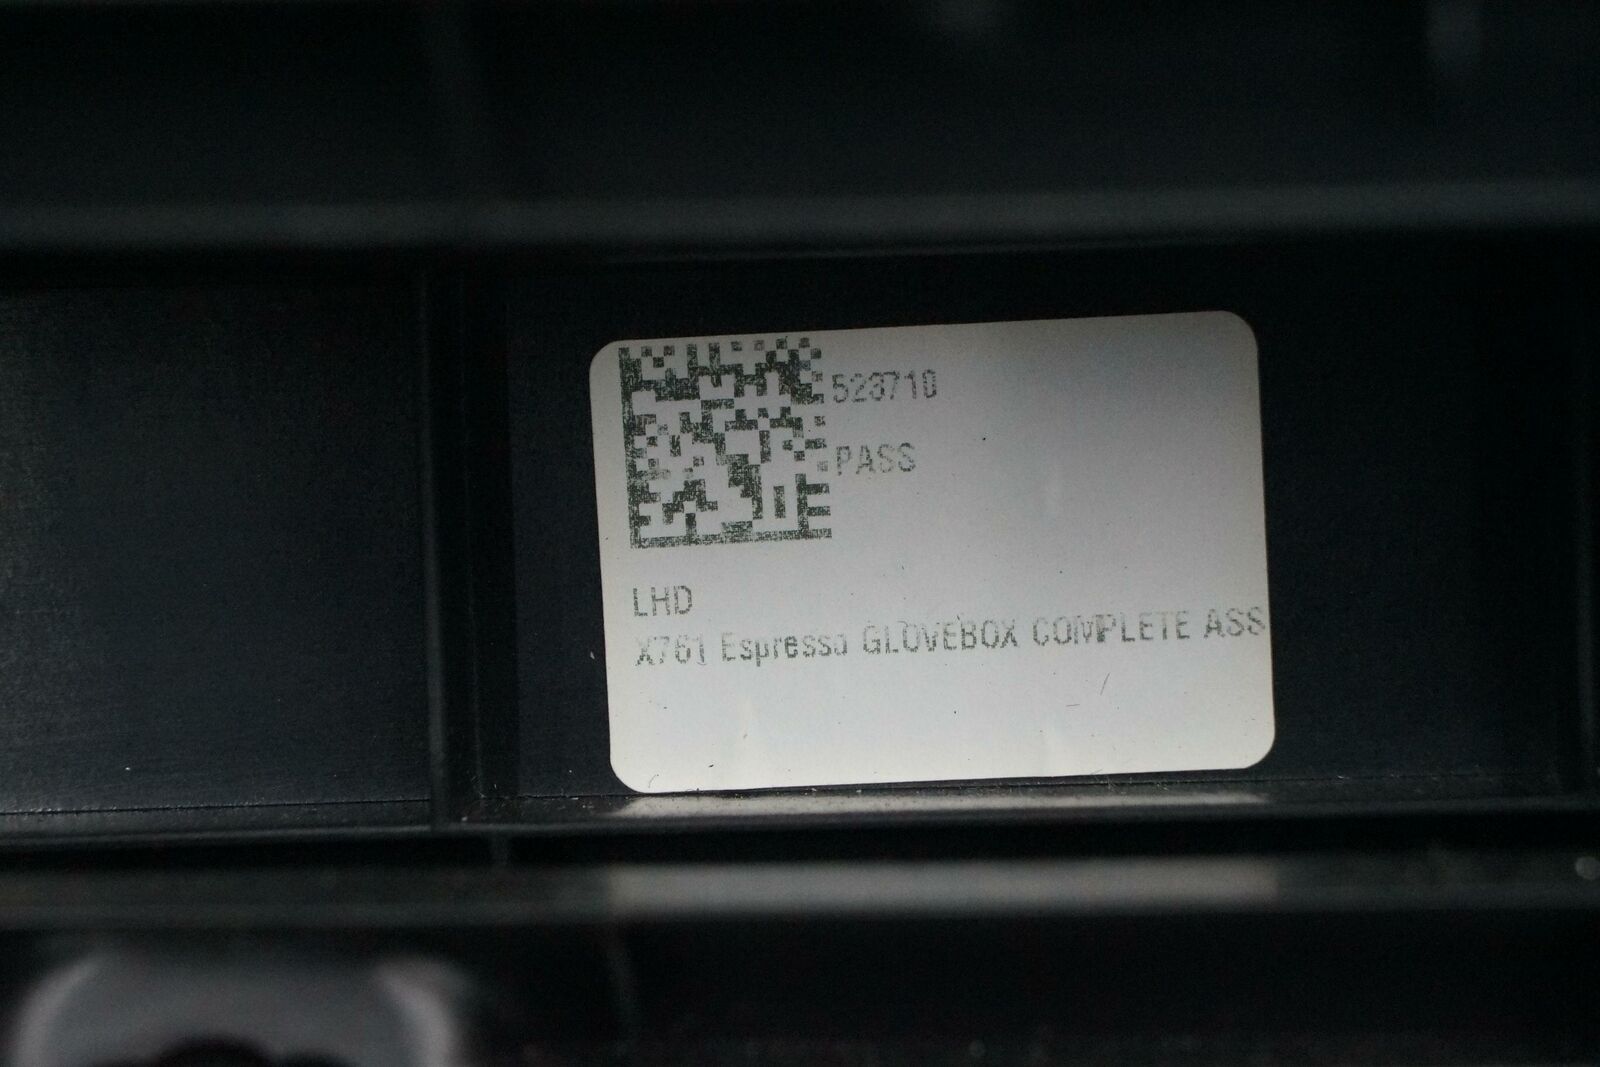 523710
PASS
LHD
X761 Espresso GLOVEBOX COMPLETE ASS